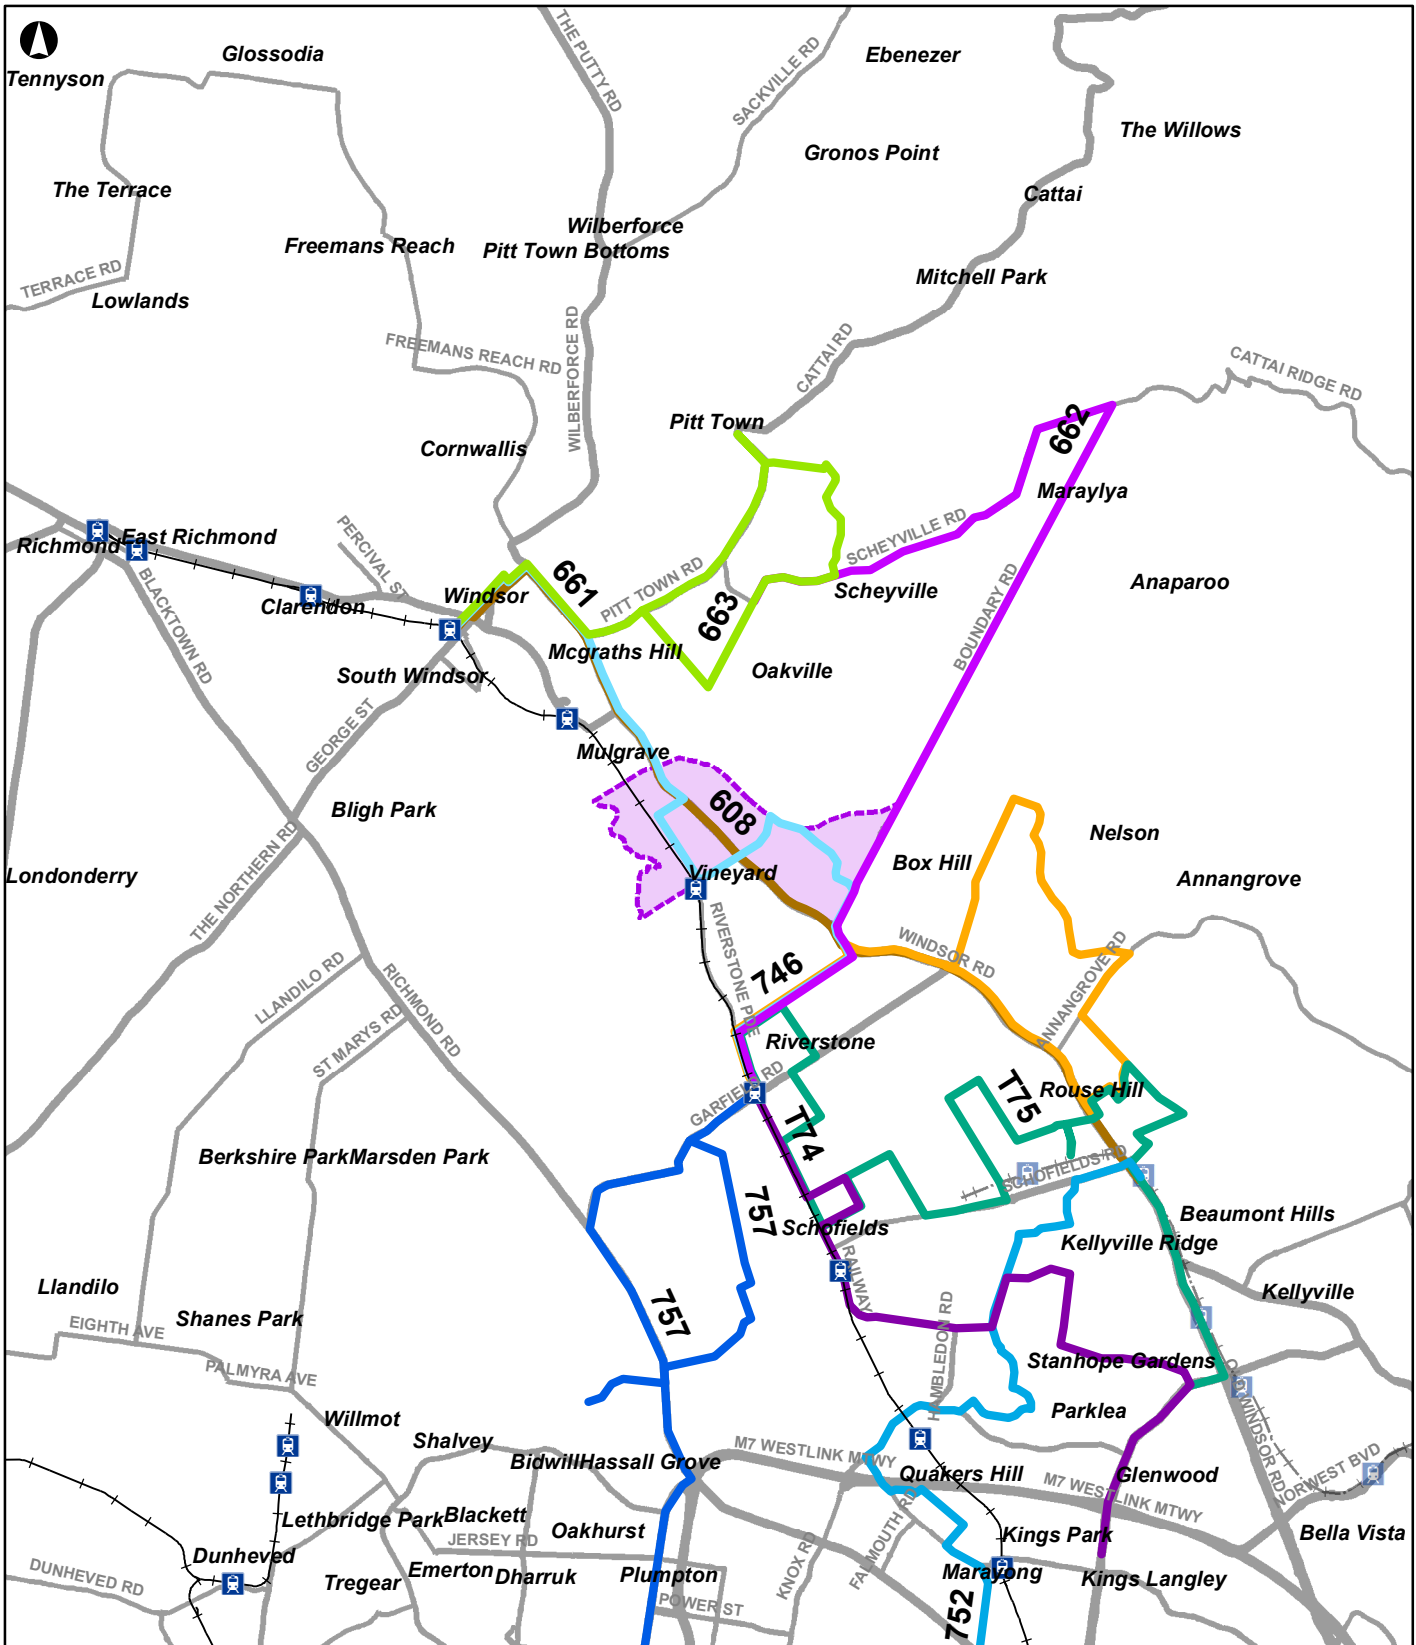 Glossodia
Tennyson
THE PUTTY RD
SACKVILLE RD
Ebenezer
The Willows
Gronos Point
The Terrace
Cattai
Wilberforce
Freemans Reach
Pitt Town Bottoms
TERRACE RD
Lowlands
Mitchell Park
WILBERFORCE RD
FREEMANS REACH RD
CATTAI RD
CATTAI RIDGE RD
Pitt Town
662
Cornwallis
Maraylya
Richmond
East Richmond
PERCIVAL ST
SCHEYVILLE RD
Clarendon
Windsor
661
PITT TOWN RD
663
Scheyville
Anaparoo
BLACKTOWN RD
BOUNDARY RD
Mcgraths Hill
South Windsor
Oakville
GEORGE ST
Mulgrave
Bligh Park
608
Nelson
Londonderry
THE NORTHERN RD
Vineyard
Box Hill
Annangrove
RIVERSTONE PDE
WINDSOR RD
746
ANNANGROVE RD
LLANDILO RD
RICHMOND RD
ST MARYS RD
Riverstone
GARFIELD RD
T74
T75
Rouse Hill
Berkshire Park
Marsden Park
SCHOFIELDS RD
757
Schofields
Beaumont Hills
Kellyville Ridge
RAILWAY
Llandilo
Kellyville
Shanes Park
757
HAMBLEDON RD
EIGHTH AVE
PALMYRA AVE
Stanhope Gardens
OLD WINDSOR RD
Willmot
Parklea
Shalvey
M7 WESTLINK MTWY
Bidwill
Hassall Grove
Quakers Hill
M7 WESTLINK MTWY
Glenwood
NORWEST BVD
Lethbridge Park
Blackett
Oakhurst
JERSEY RD
KNOX RD
FALMOUTH RD
Kings Park
Bella Vista
Dunheved
DUNHEVED RD
Tregear
Emerton
Dharruk
Plumpton
POWER ST
Marayong
Kings Langley
752